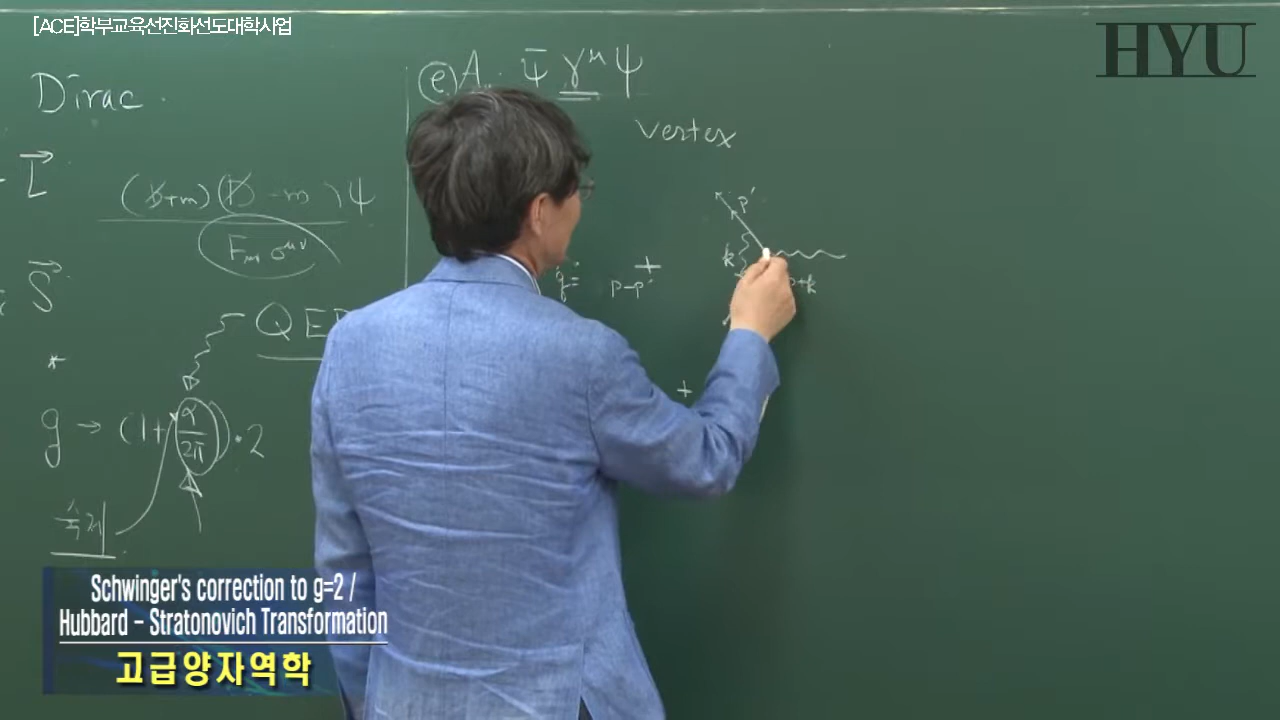 [ACE]학부교육선진화선도대학사업
HYU
Dirac.
L
S
*
g → (1+ α/2π)·2
숙제
(D̸+m)(D̸-m)ψ
F_μν σ^μν
QED
(e)A ψ̄ γ^μ ψ
vertex
p'
k
p+k
q =
p-p'
+
+
Schwinger's correction to g=2 /
Hubbard - Stratonovich Transformation
고급양자역학